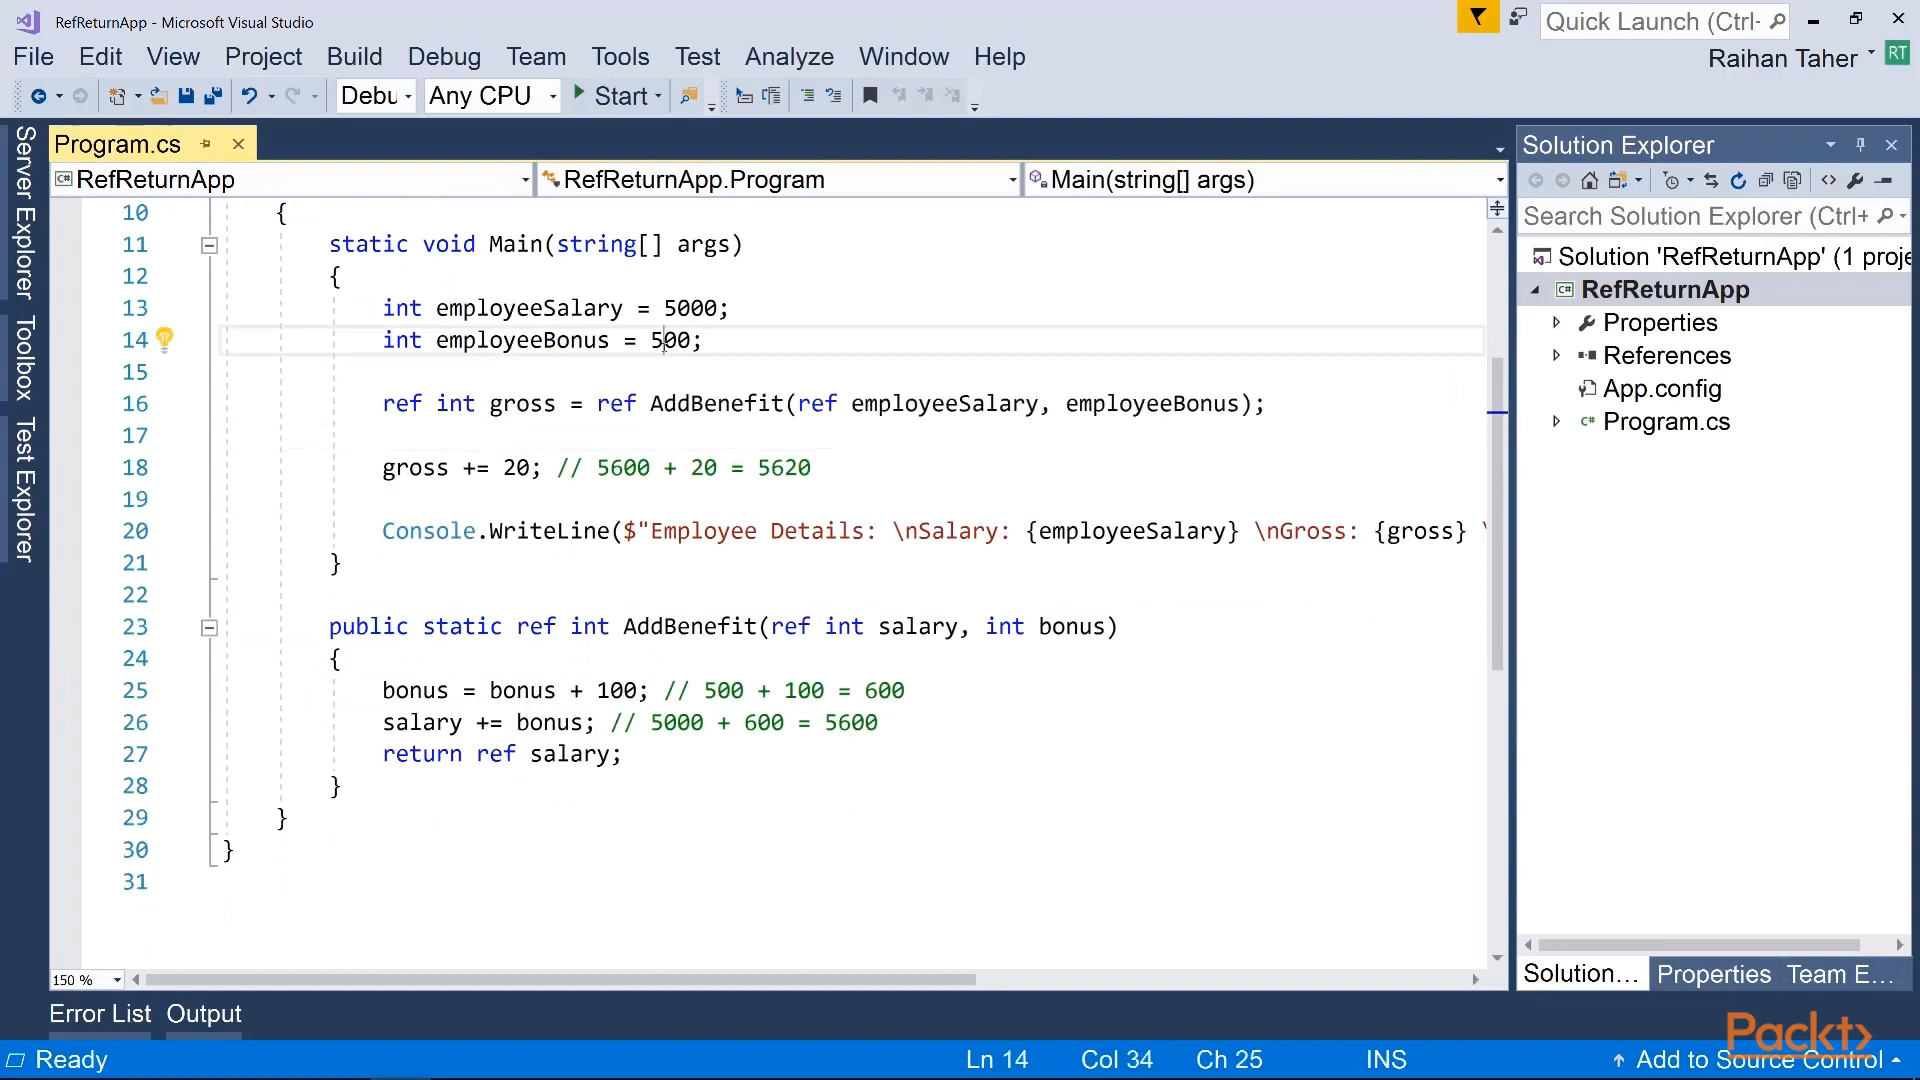 RefReturnApp - Microsoft Visual Studio
Quick Launch (Ctrl-
File Edit View Project Build Debug Team Tools Test Analyze Window Help
Raihan Taher RT
Debu Any CPU Start
Server Explorer
Toolbox
Test Explorer
Program.cs
RefReturnApp RefReturnApp.Program Main(string[] args)
10 {
11 static void Main(string[] args)
12 {
13 int employeeSalary = 5000;
14 int employeeBonus = 500;
15
16 ref int gross = ref AddBenefit(ref employeeSalary, employeeBonus);
17
18 gross += 20; // 5600 + 20 = 5620
19
20 Console.WriteLine($"Employee Details: \nSalary: {employeeSalary} \nGross: {gross} \
21 }
22
23 public static ref int AddBenefit(ref int salary, int bonus)
24 {
25 bonus = bonus + 100; // 500 + 100 = 600
26 salary += bonus; // 5000 + 600 = 5600
27 return ref salary;
28 }
29 }
30 }
31
150 %
Solution Explorer
Search Solution Explorer (Ctrl+
Solution 'RefReturnApp' (1 proje
C# RefReturnApp
Properties
References
App.config
C# Program.cs
Solution... Properties Team E...
Error List Output
Packt>
Ready Ln 14 Col 34 Ch 25 INS Add to Source Control